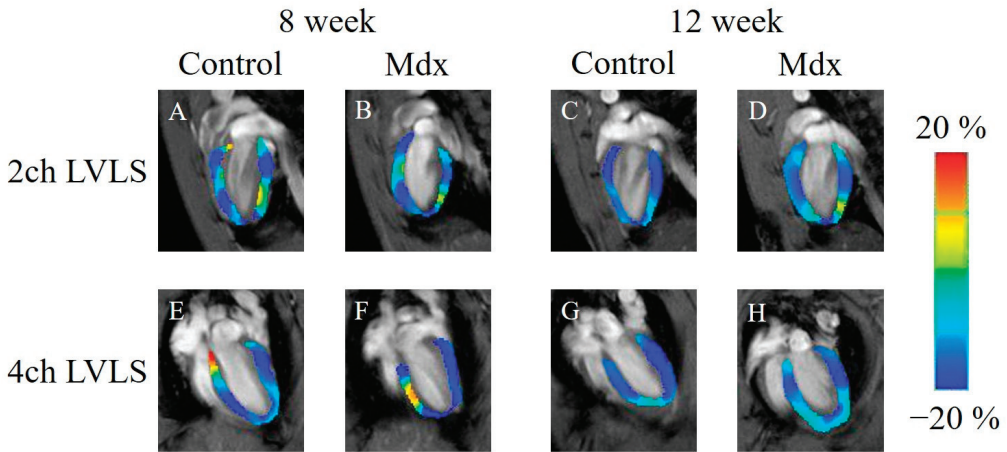 8 week 12 week
Control Mdx Control Mdx
A B C D
20 %
2ch LVLS
E F G H
4ch LVLS
−20 %